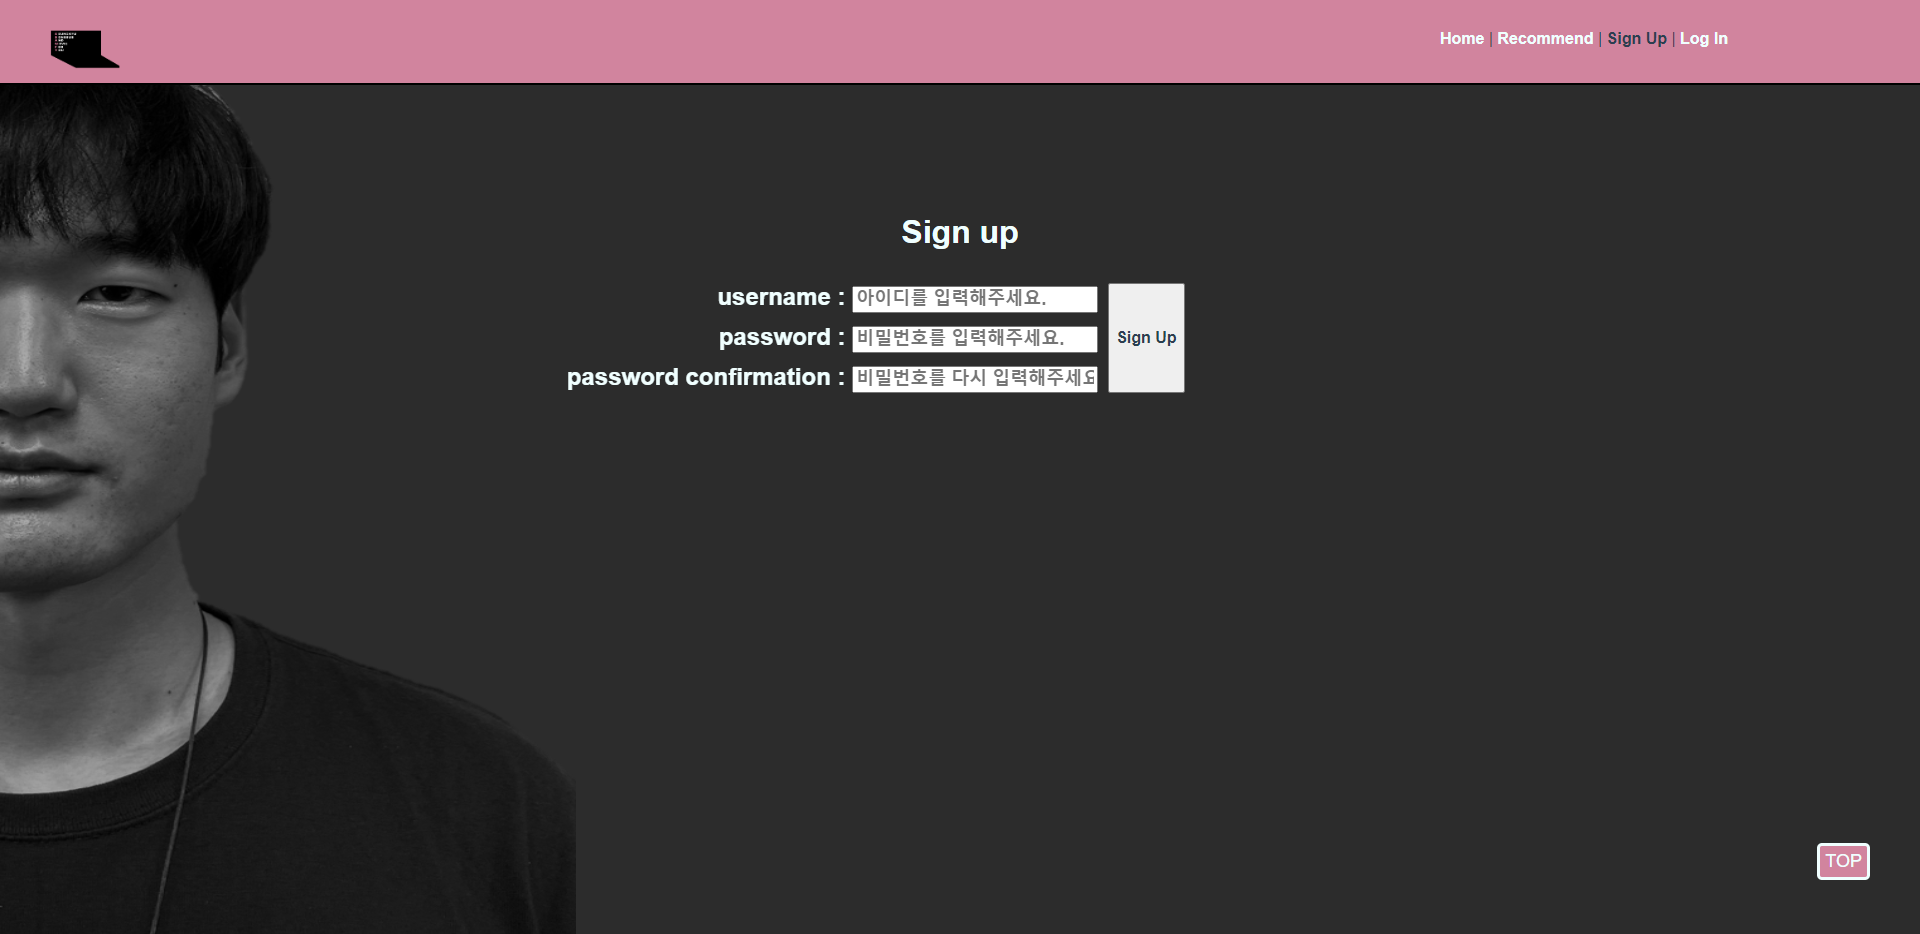 Home | Recommend | Sign Up | Log In
Sign up
username : 아이디를 입력해주세요.
password : 비밀번호를 입력해주세요.
password confirmation : 비밀번호를 다시 입력해주세요
Sign Up
TOP